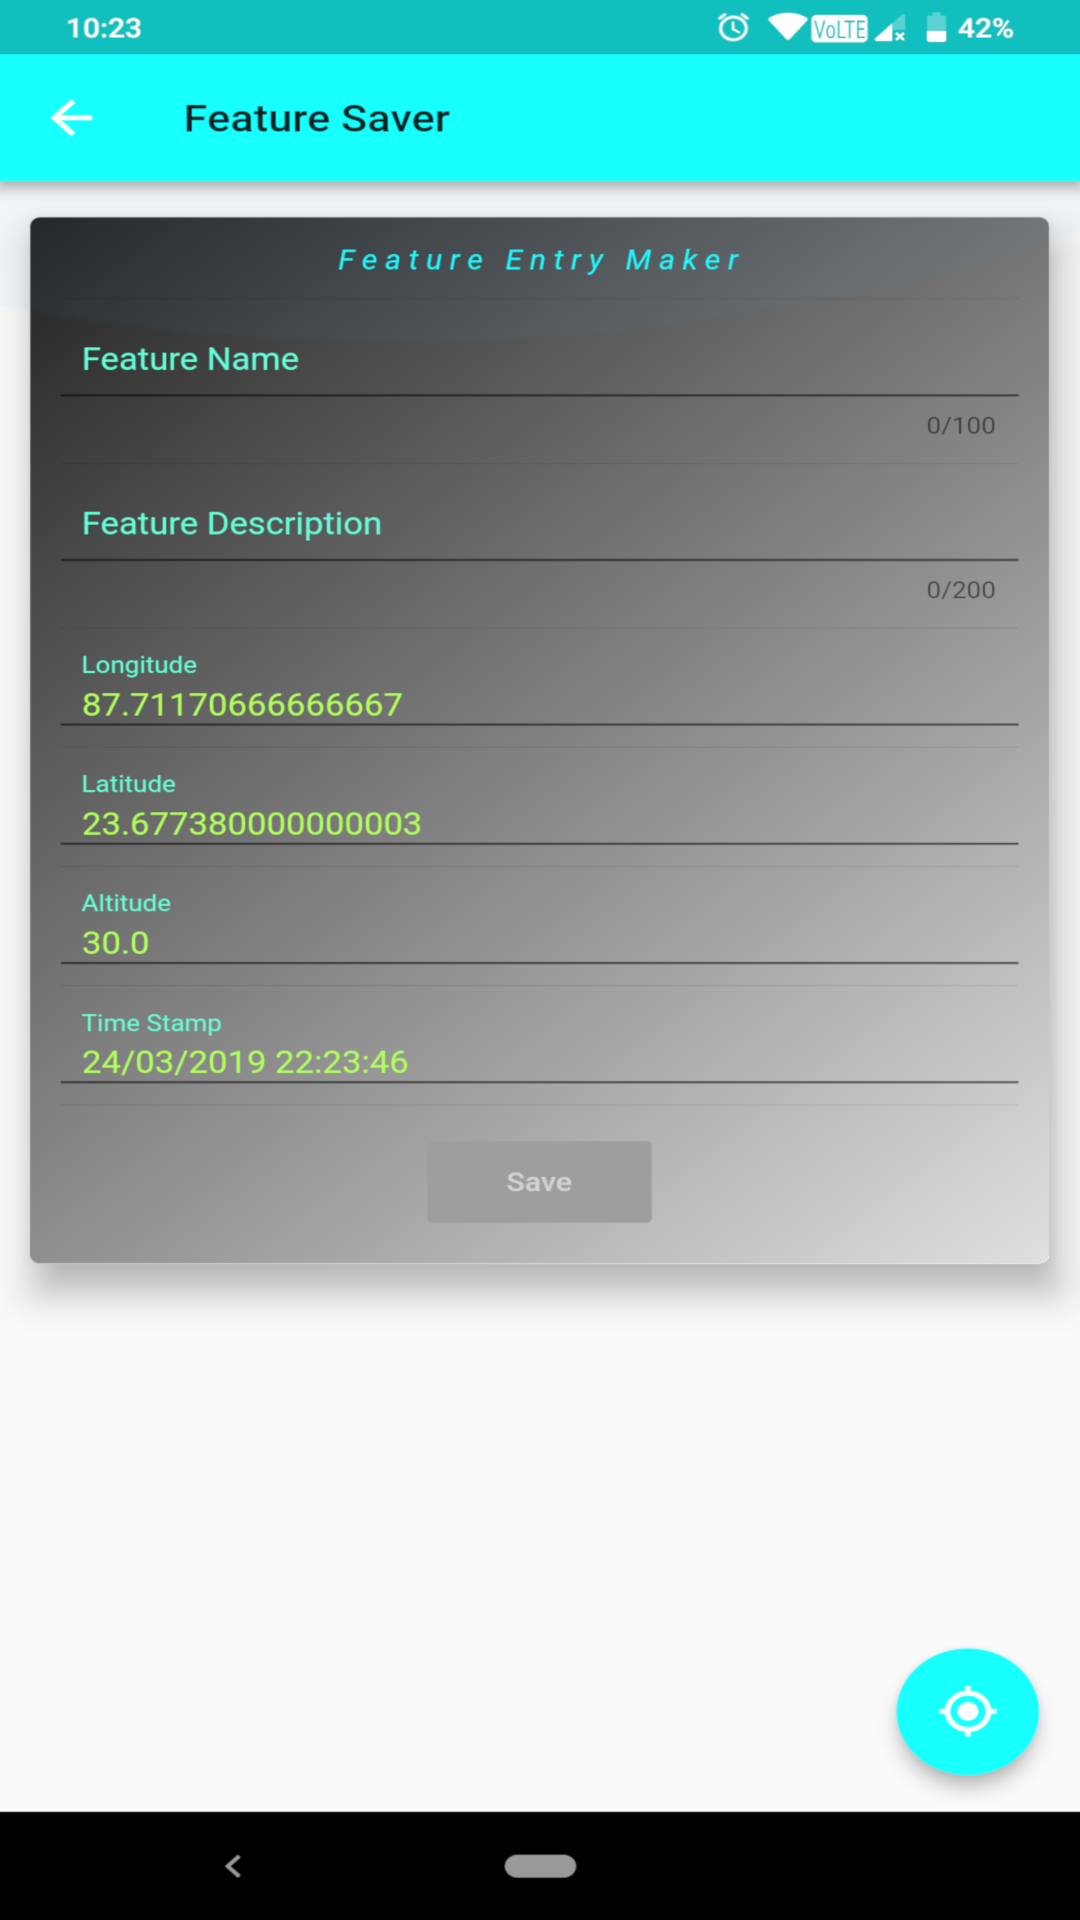 10:23 VoLTE 42%
Feature Saver
Feature Entry Maker
Feature Name
0/100
Feature Description
0/200
Longitude
87.71170666666667
Latitude
23.677380000000003
Altitude
30.0
Time Stamp
24/03/2019 22:23:46
Save